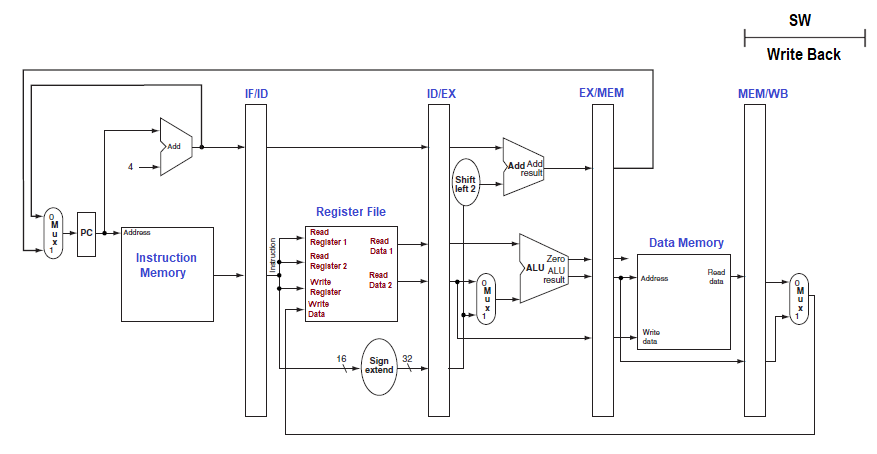 SW
Write Back
IF/ID
ID/EX
EX/MEM
MEM/WB
Add
4
Shift
left 2
Add Add
result
0
M
u
x
1
PC
Address
Instruction
Memory
Instruction
Register File
Read
Register 1
Read
Register 2
Write
Register
Write
Data
Read
Data 1
Read
Data 2
16
Sign
extend
32
0
M
u
x
1
ALU
Zero
ALU
result
Data Memory
Address
Read
data
Write
data
0
M
u
x
1